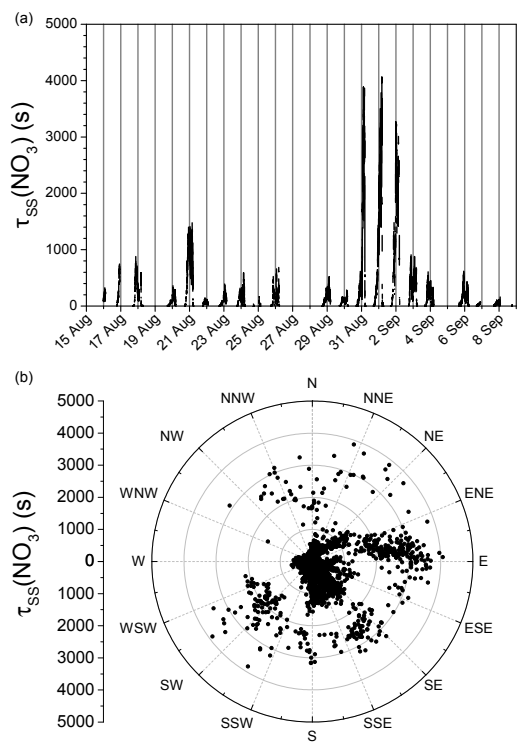 (a)
5000
4000
3000
2000
1000
0
τSS(NO3) (s)
15 Aug
17 Aug
19 Aug
21 Aug
23 Aug
25 Aug
27 Aug
29 Aug
31 Aug
2 Sep
4 Sep
6 Sep
8 Sep
(b)
5000
4000
3000
2000
1000
0
1000
2000
3000
4000
5000
τSS(NO3) (s)
N
NNE
NE
ENE
E
ESE
SE
SSE
S
SSW
SW
WSW
W
WNW
NW
NNW